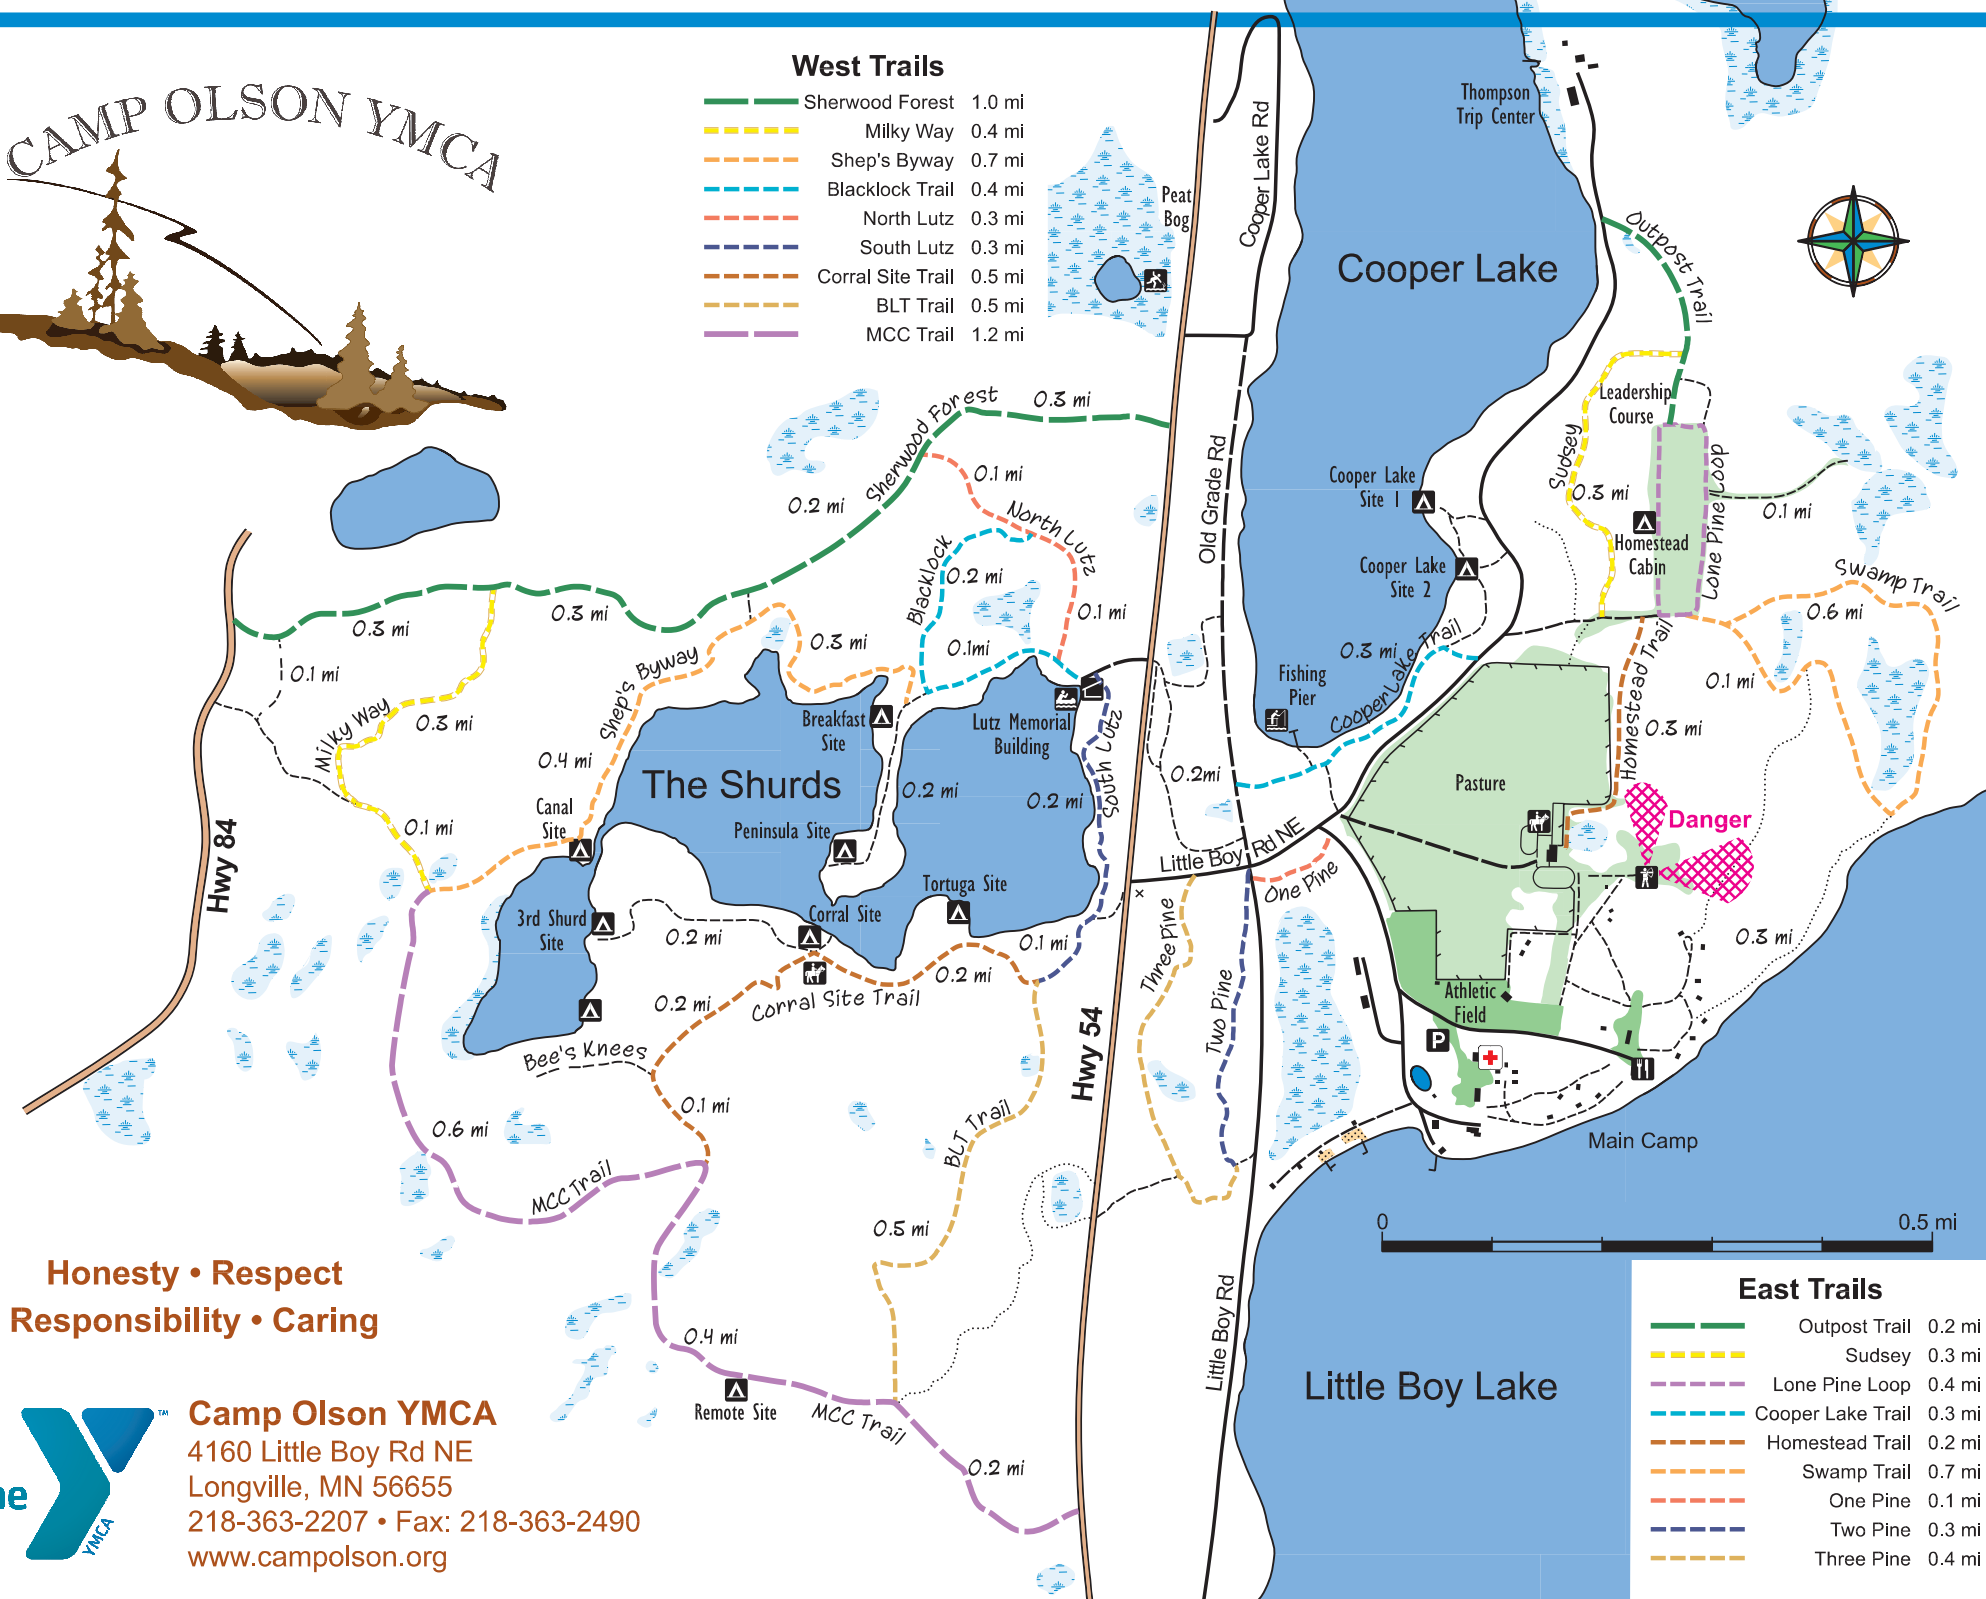 CAMP OLSON YMCA
West Trails
Sherwood Forest 1.0 mi
Milky Way 0.4 mi
Shep's Byway 0.7 mi
Blacklock Trail 0.4 mi
North Lutz 0.3 mi
South Lutz 0.3 mi
Corral Site Trail 0.5 mi
BLT Trail 0.5 mi
MCC Trail 1.2 mi
Peat
Bog
Cooper Lake Rd
Thompson
Trip Center
Cooper Lake
Outpost Trail
Leadership
Course
Sudsey
0.3 mi
Homestead
Cabin
Lone Pine Loop
0.1 mi
Swamp Trail
0.6 mi
0.1 mi
Homestead Trail
0.3 mi
Cooper Lake
Site 1
Cooper Lake
Site 2
0.3 mi
Cooper Lake Trail
Fishing
Pier
Old Grade Rd
Sherwood Forest
0.3 mi
0.2 mi
0.1 mi
North Lutz
Blacklock
0.2 mi
0.1 mi
0.1mi
0.3 mi
0.3 mi
0.3 mi
0.1 mi
Milky Way
0.3 mi
0.1 mi
Shep's Byway
0.4 mi
Canal
Site
The Shurds
Breakfast
Site
Peninsula Site
0.2 mi
Lutz Memorial
Building
0.2 mi
South Lutz
0.2mi
Little Boy Rd NE
One Pine
Pasture
Danger
0.3 mi
Hwy 84
3rd Shurd
Site
0.2 mi
Corral Site
Tortuga Site
0.1 mi
0.2 mi
Corral Site Trail
0.2 mi
Bee's Knees
0.1 mi
Three Pine
Two Pine
Hwy 54
Athletic
Field
P
Main Camp
0.6 mi
MCC Trail
BLT Trail
0.5 mi
0.4 mi
Remote Site
MCC Trail
0.2 mi
Little Boy Rd
Little Boy Lake
0 0.5 mi
Honesty • Respect
Responsibility • Caring
YMCA
™
Camp Olson YMCA
4160 Little Boy Rd NE
Longville, MN 56655
218-363-2207 • Fax: 218-363-2490
www.campolson.org
East Trails
Outpost Trail 0.2 mi
Sudsey 0.3 mi
Lone Pine Loop 0.4 mi
Cooper Lake Trail 0.3 mi
Homestead Trail 0.2 mi
Swamp Trail 0.7 mi
One Pine 0.1 mi
Two Pine 0.3 mi
Three Pine 0.4 mi